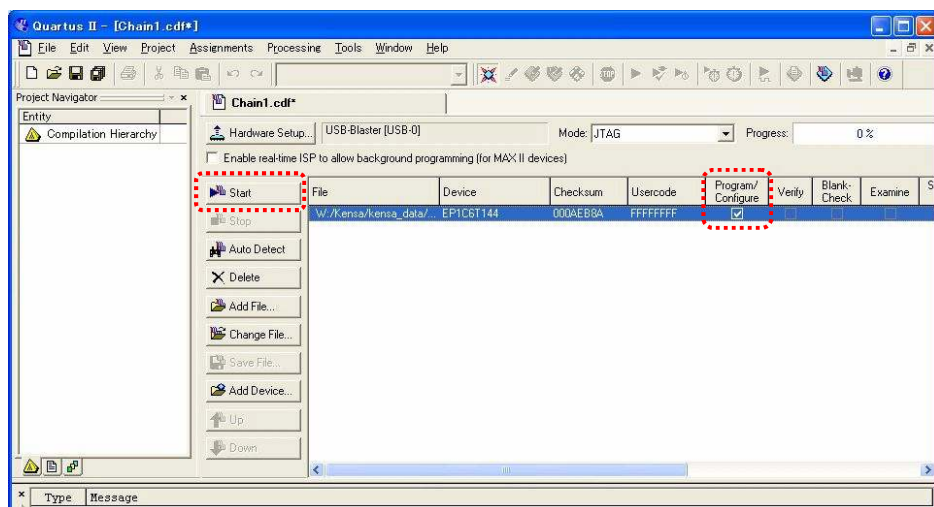 Quartus II - [Chain1.cdf*]
File Edit View Project Assignments Processing Tools Window Help
Project Navigator
Entity
Compilation Hierarchy
Chain1.cdf*
Hardware Setup... USB-Blaster [USB-0] Mode: JTAG Progress: 0 %
Enable real-time ISP to allow background programming (for MAX II devices)
Start
Stop
Auto Detect
Delete
Add File...
Change File...
Save File...
Add Device...
Up
Down
File Device Checksum Usercode Program/ Configure Verify Blank- Check Examine S
W:/Kensa/kensa_data/... EP1C6T144 000AEB8A FFFFFFFF
Type Message